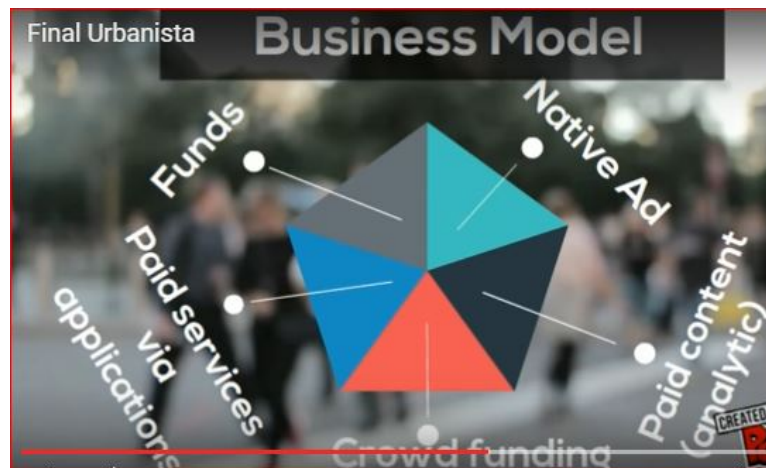 Final Urbanista
Business Model
Funds
Native Ad
Paid services
via
applications
Paid content
(analytic)
Crowd funding
CREATED